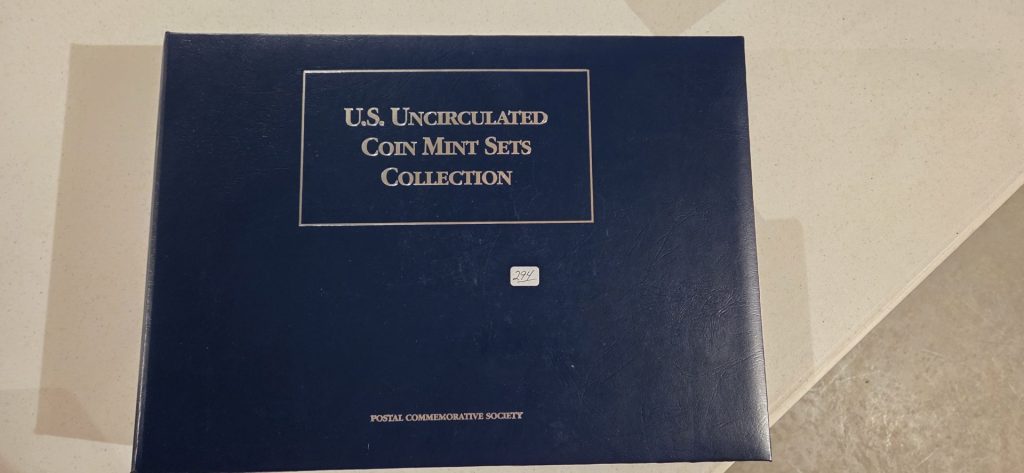 U.S. UNCIRCULATED
COIN MINT SETS
COLLECTION
294
POSTAL COMMEMORATIVE SOCIETY